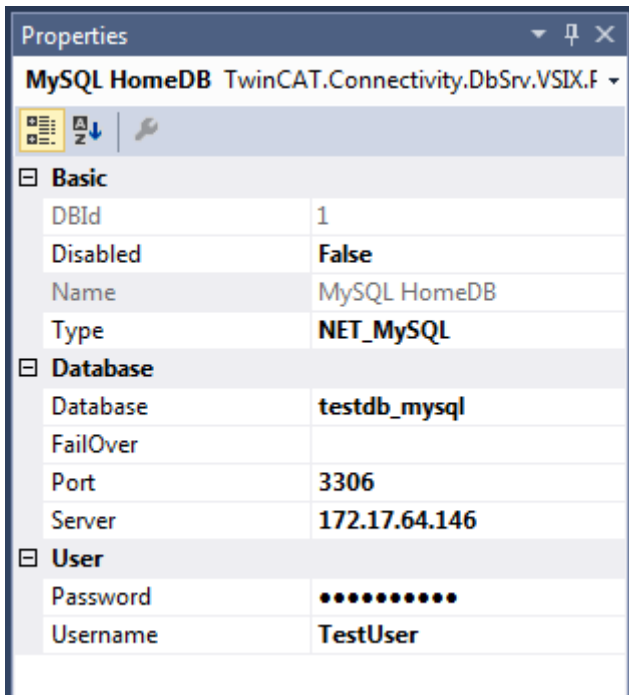 Properties
MySQL HomeDB TwinCAT.Connectivity.DbSrv.VSIX.
Basic
DBId 1
Disabled False
Name MySQL HomeDB
Type NET_MySQL
Database
Database testdb_mysql
FailOver
Port 3306
Server 172.17.64.146
User
Password ●●●●●●●●●●
Username TestUser